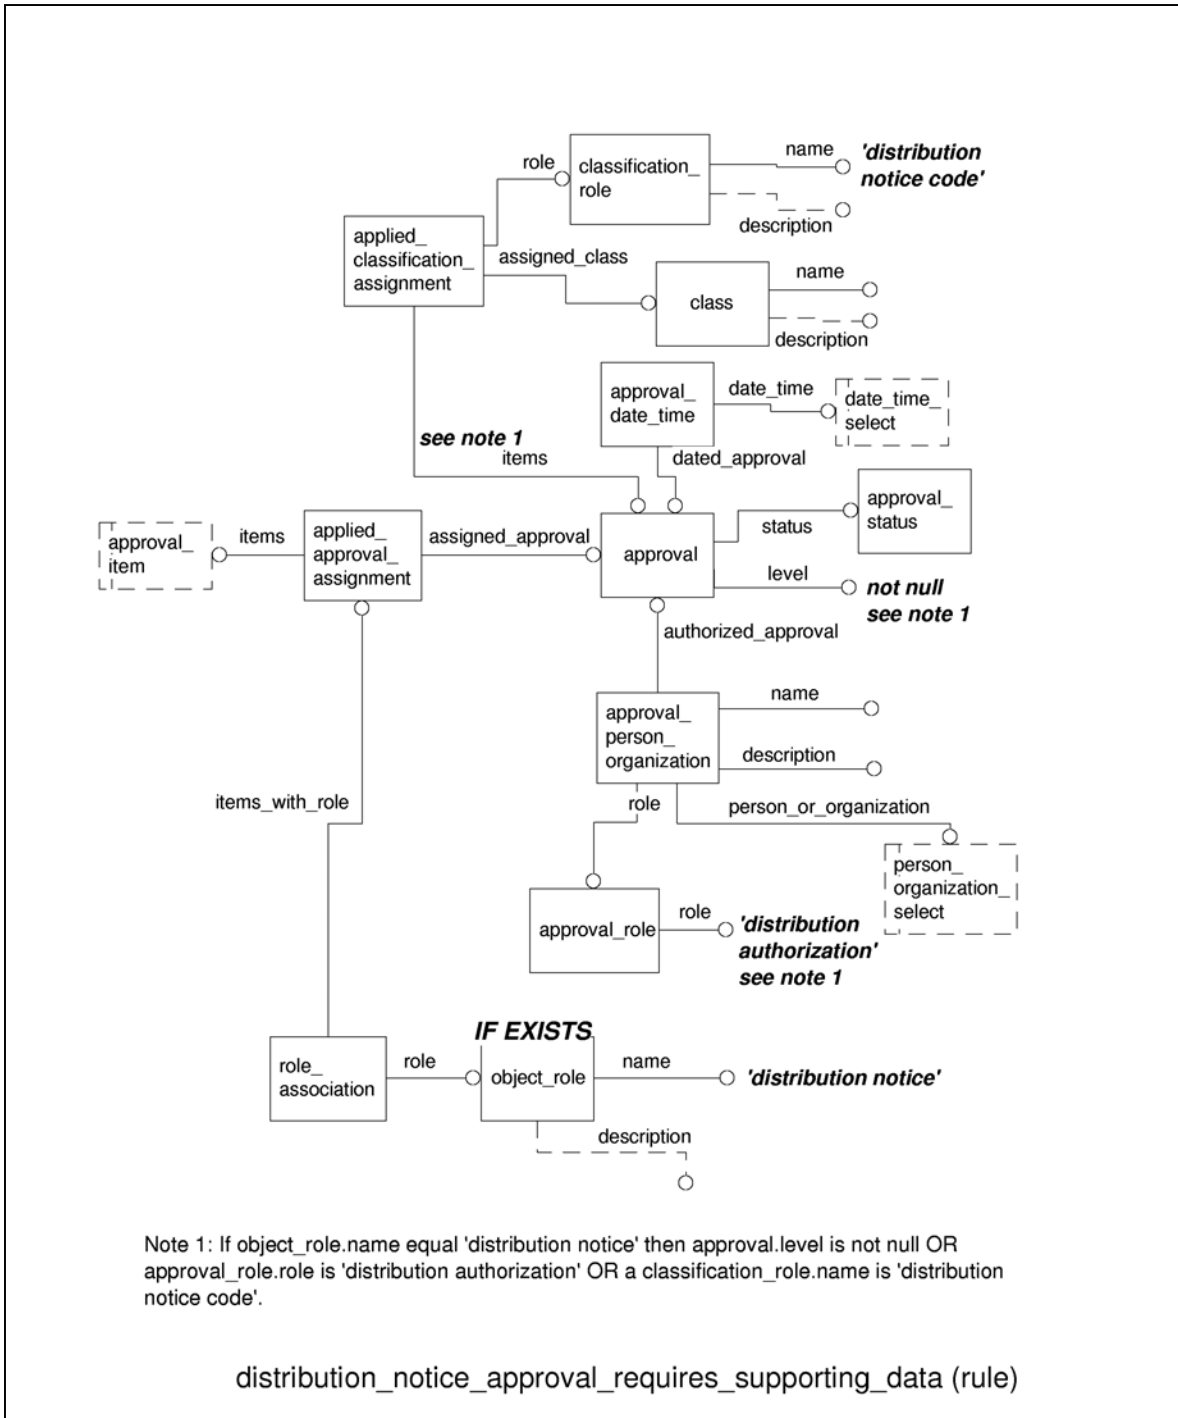 name
'distribution
notice code'
role
classification_
role
description
applied_
classification_
assignment
assigned_class
name
class
description
approval_
date_time
date_time
date_time_
select
see note 1
items
dated_approval
approval_
status
status
approval_
item
items
applied_
approval_
assignment
assigned_approval
approval
level
not null
see note 1
authorized_approval
name
approval_
person_
organization
description
items_with_role
role
person_or_organization
person_
organization_
select
approval_role
role
'distribution
authorization'
see note 1
IF EXISTS
role_
association
role
object_role
name
'distribution notice'
description
Note 1: If object_role.name equal 'distribution notice' then approval.level is not null OR
approval_role.role is 'distribution authorization' OR a classification_role.name is 'distribution
notice code'.
distribution_notice_approval_requires_supporting_data (rule)